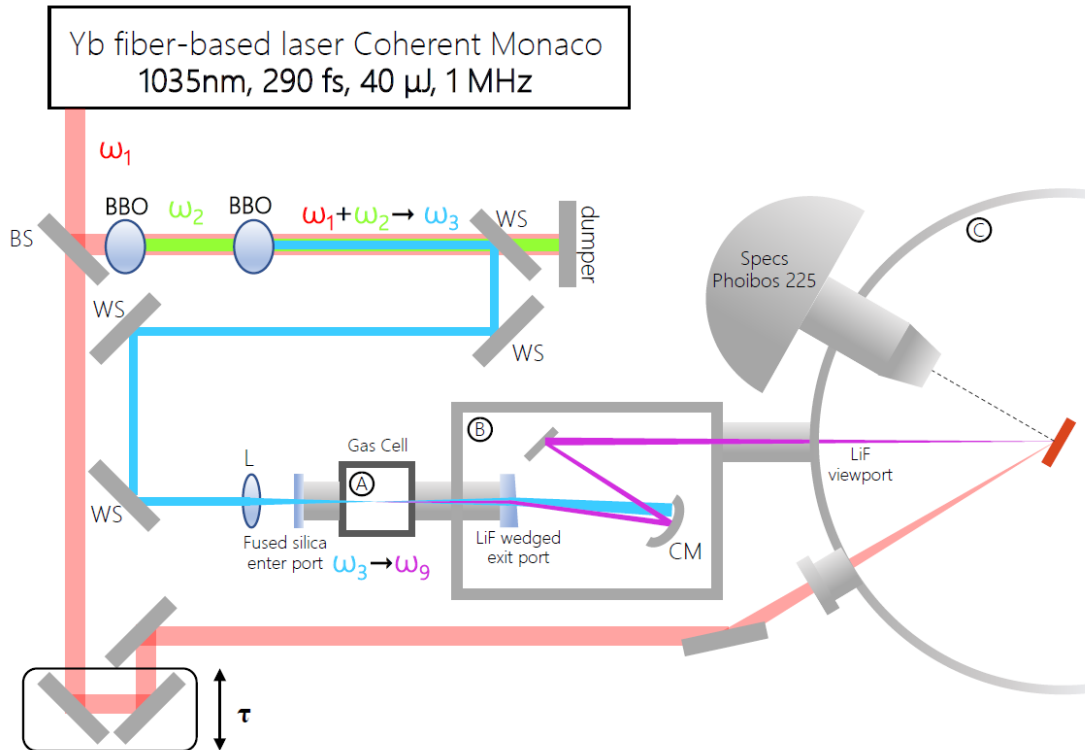 Yb fiber-based laser Coherent Monaco
1035nm, 290 fs, 40 μJ, 1 MHz
ω₁
BBO
ω₂
BBO
ω₁+ω₂→ω₃
WS
BS
dumper
WS
WS
C
Specs
Phoibos 225
Gas Cell
B
L
A
WS
LiF
viewport
Fused silica
enter port
LiF wedged
exit port
CM
ω₃→ω₉
τ